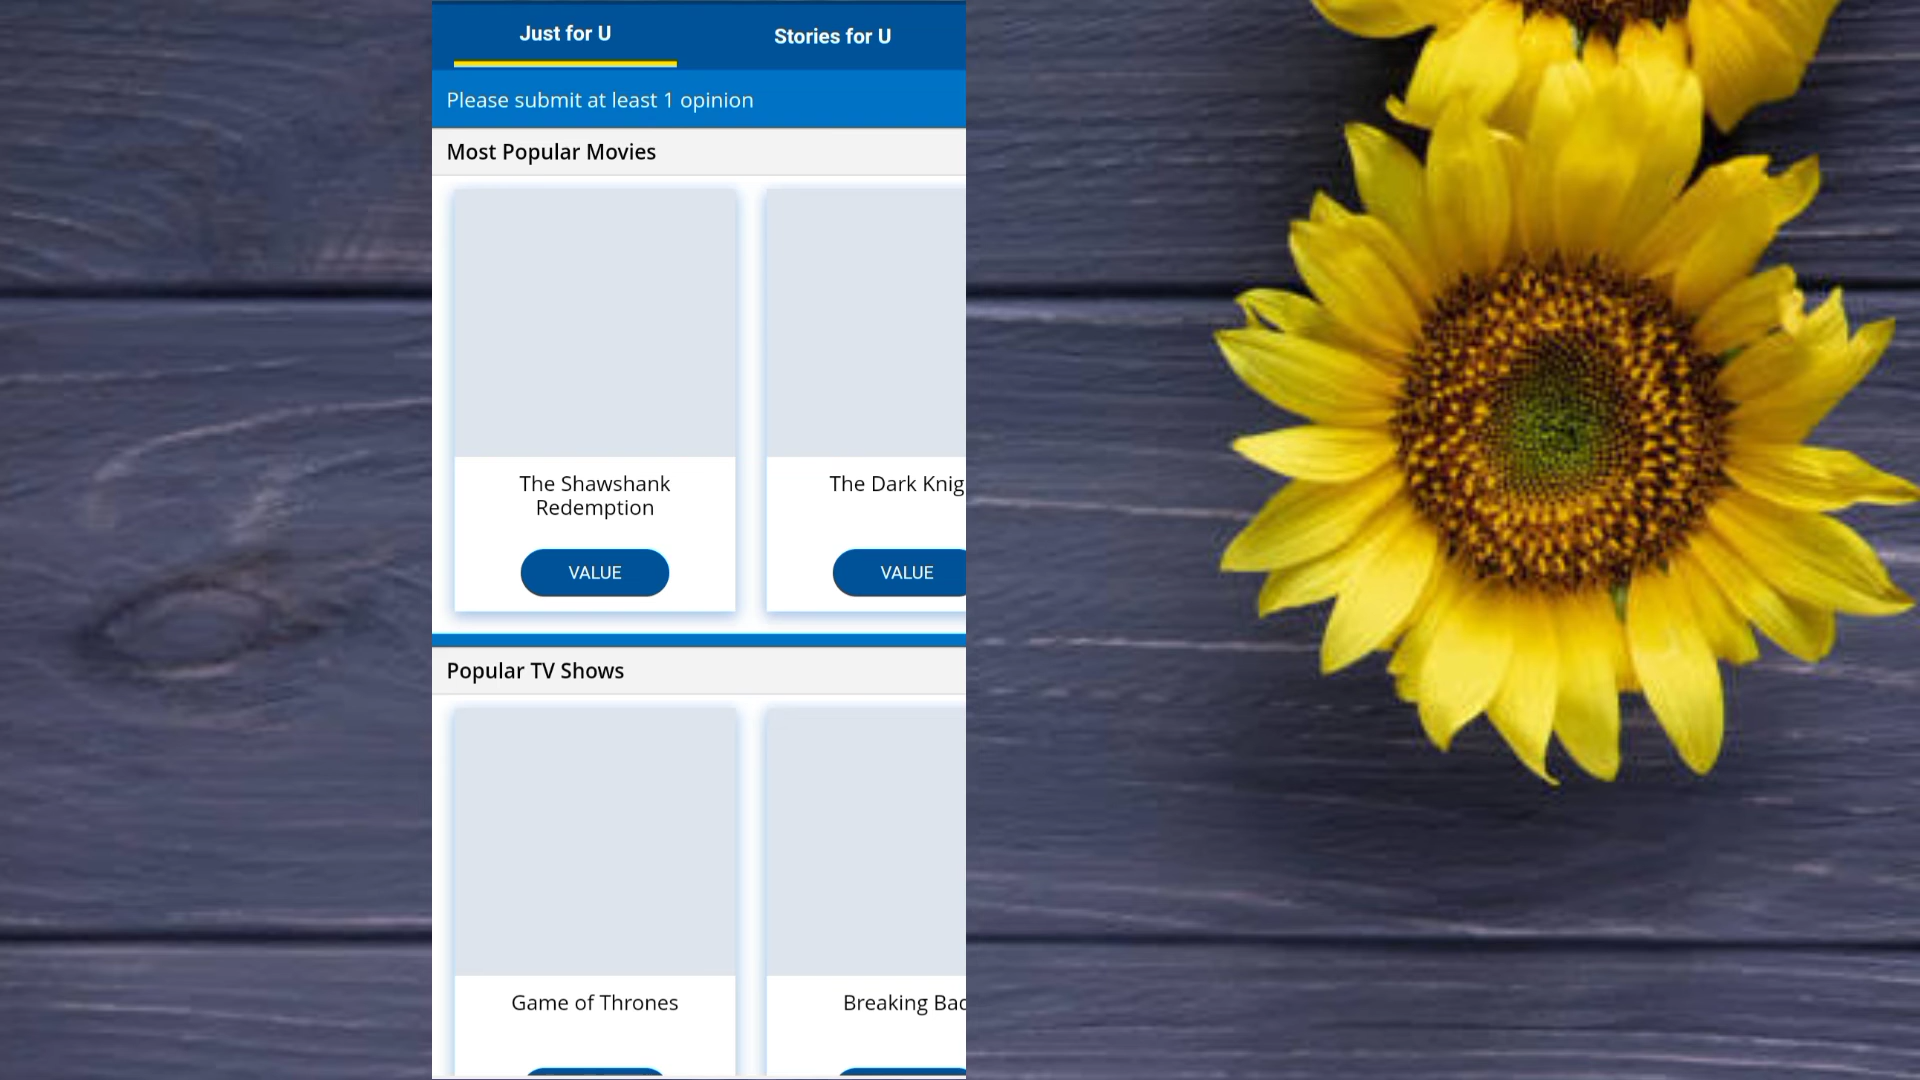 Just for U
Stories for U
Please submit at least 1 opinion
Most Popular Movies
The Shawshank
Redemption
The Dark Knig
VALUE
VALUE
Popular TV Shows
Game of Thrones
Breaking Bad